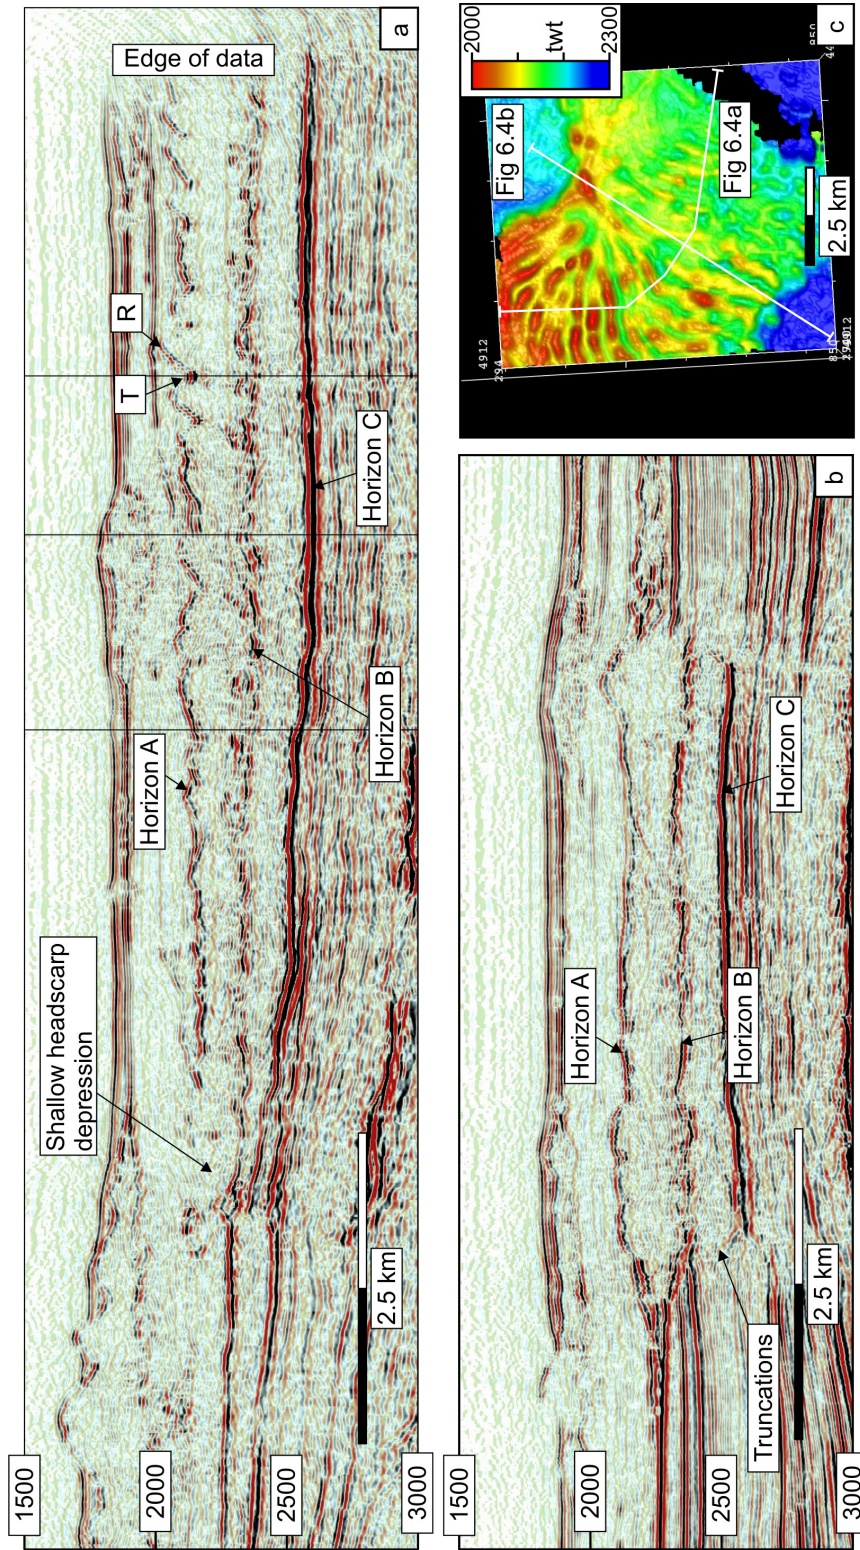 1500
2000
2500
3000
Shallow headscarp
depression
Horizon A
Horizon B
Horizon C
T
R
Edge of data
2.5 km
a
1500
2000
2500
3000
Truncations
Horizon A
Horizon B
Horizon C
2.5 km
b
Fig 6.4b
Fig 6.4a
2000
twt
2300
2.5 km
c
4912
294